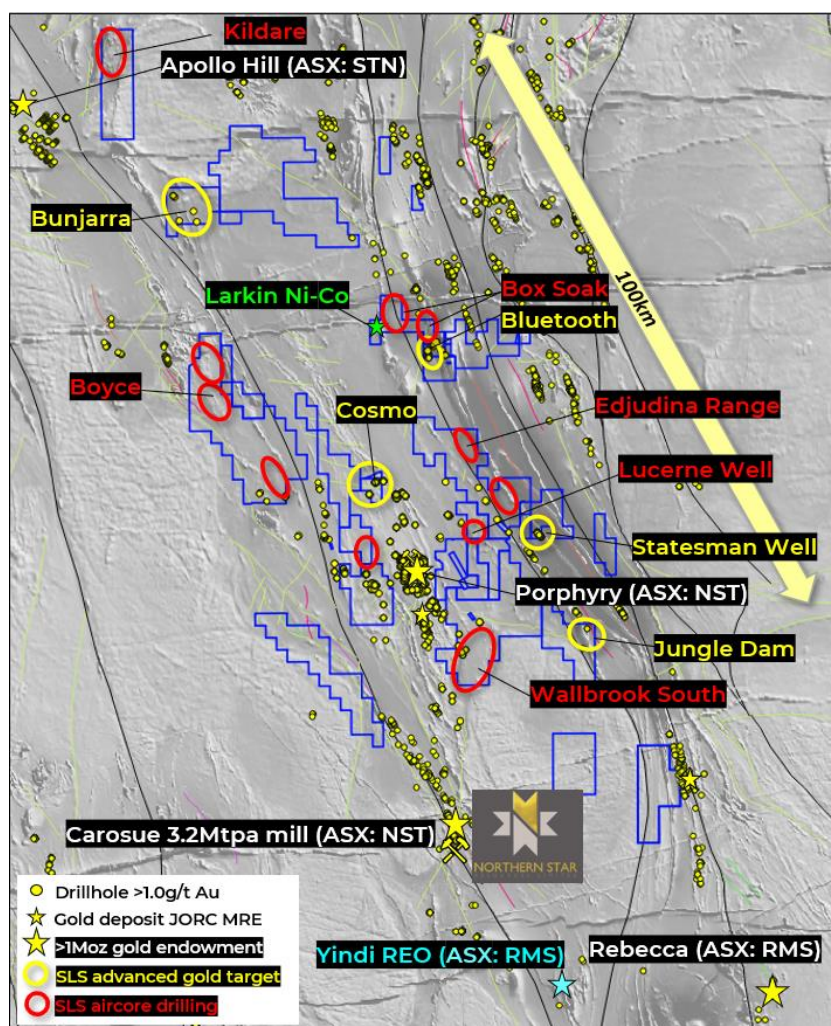 Kildare
Apollo Hill (ASX: STN)
Bunjarra
100km
Larkin Ni-Co
Box Soak
Bluetooth
Boyce
Cosmo
Edjudina Range
Lucerne Well
Statesman Well
Porphyry (ASX: NST)
Jungle Dam
Wallbrook South
Carosue 3.2Mtpa mill (ASX: NST)
NORTHERN STAR
Drillhole >1.0g/t Au
Gold deposit JORC MRE
>1Moz gold endowment
SLS advanced gold target
SLS aircore drilling
Yindi REO (ASX: RMS)
Rebecca (ASX: RMS)